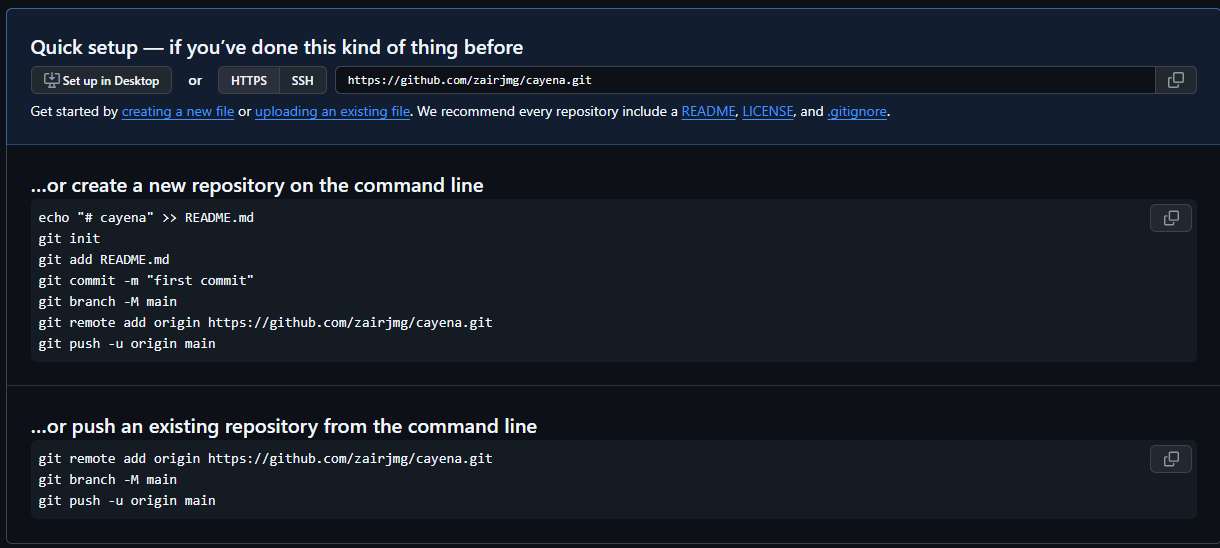 Quick setup — if you’ve done this kind of thing before
Set up in Desktop or HTTPS SSH https://github.com/zairjmg/cayena.git
Get started by creating a new file or uploading an existing file. We recommend every repository include a README, LICENSE, and .gitignore.
…or create a new repository on the command line
echo "# cayena" >> README.md
git init
git add README.md
git commit -m "first commit"
git branch -M main
git remote add origin https://github.com/zairjmg/cayena.git
git push -u origin main
…or push an existing repository from the command line
git remote add origin https://github.com/zairjmg/cayena.git
git branch -M main
git push -u origin main